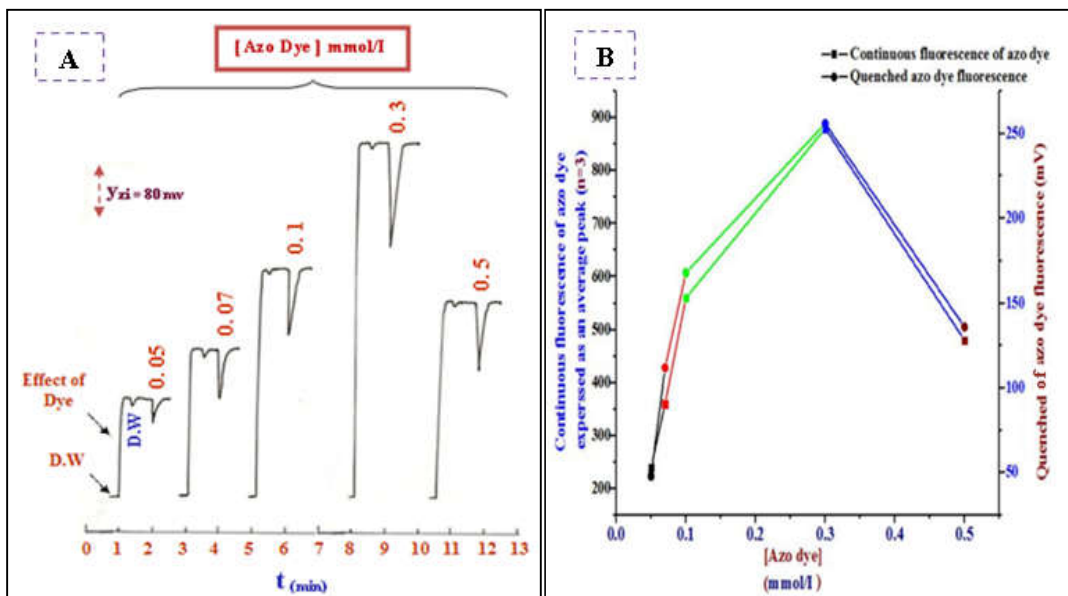 A
[ Azo Dye ] mmol/l
yzi = 80 mv
0.05
0.07
0.1
0.3
0.5
Effect of
Dye
D.W
D.W
0 1 2 3 4 5 6 7 8 9 10 11 12 13
t (min)
B
Continuous fluorescence of azo dye
Quenched azo dye fluorescence
Continuous fluorescence of azo dye
experssed as an average peak (n=3)
900
800
700
600
500
400
300
200
Quenched of azo dye fluorescence (mV)
250
200
150
100
50
0.0 0.1 0.2 0.3 0.4 0.5
[Azo dye]
(mmol/l )